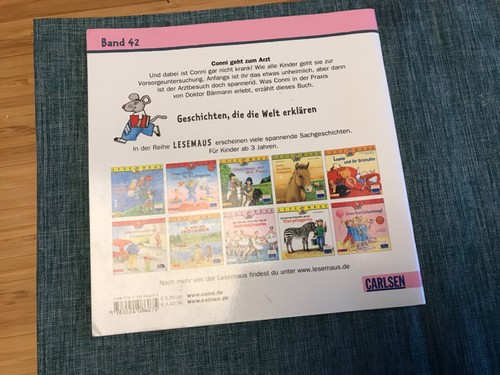 Band 42
Conni geht zum Arzt
Und dabei ist Conni gar nicht krank! Wie alle Kinder geht sie zur
Vorsorgeuntersuchung. Anfangs ist ihr das etwas unheimlich, aber dann
ist der Arztbesuch doch spannend. Was Conni in der Praxis
von Doktor Bärmann erlebt, erzählt dieses Buch.
Geschichten, die die Welt erklären
In der Reihe LESEMAUS erscheinen viele spannende Sachgeschichten.
Für Kinder ab 3 Jahren.
Noch mehr von der Lesemaus findest du unter www.lesemaus.de
www.conni.de
www.carlsen.de
CARLSEN